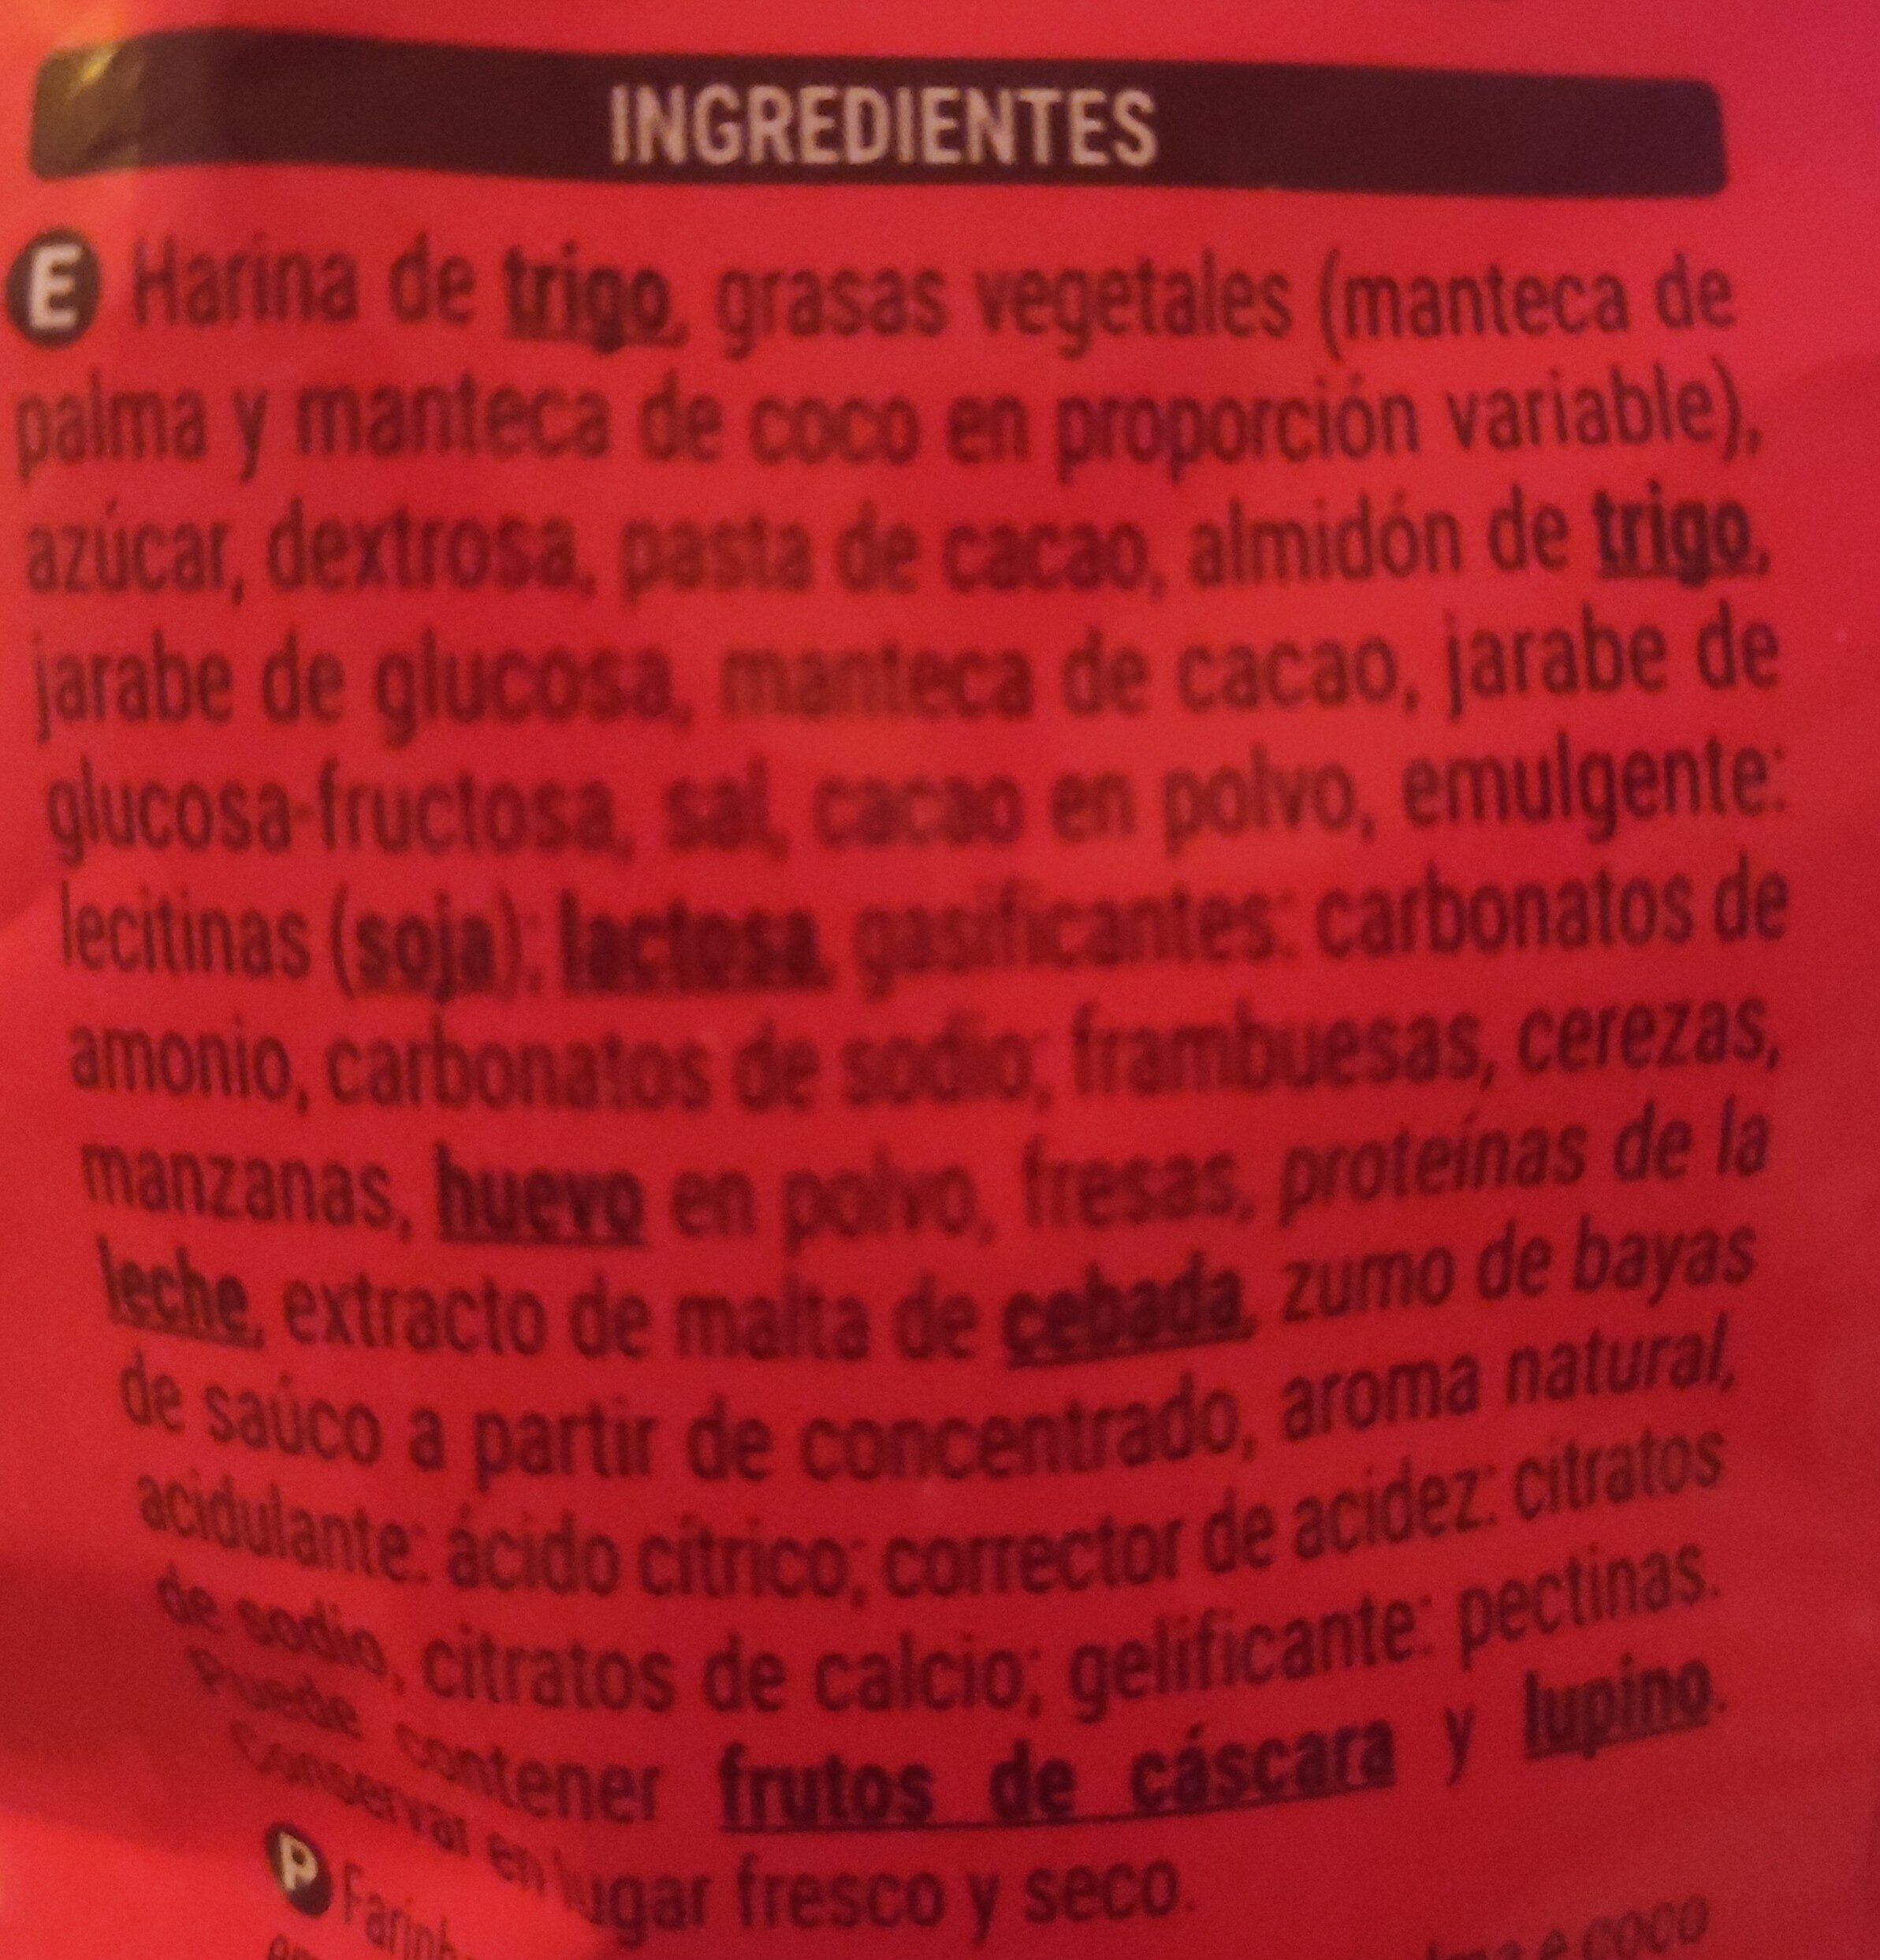 INGREDIENTES
E Harina de trigo, grasas vegetales (manteca de
palma y manteca de coco en proporción variable),
azúcar, dextrosa, pasta de cacao, almidón de trigo,
jarabe de glucosa, manteca de cacao, jarabe de
glucosa-fructosa, sal, cacao en polvo, emulgente:
lecitinas (soja); lactosa, gasificantes: carbonatos de
amonio, carbonatos de sodio; frambuesas, cerezas,
manzanas, huevo en polvo, fresas, proteínas de la
leche, extracto de malta de cebada, zumo de bayas
de saúco a partir de concentrado, aroma natural,
acidulante: ácido cítrico; corrector de acidez: citratos
de sodio, citratos de calcio; gelificante: pectinas.
Puede contener frutos de cáscara y lupino.
Conservar en lugar fresco y seco.
P
e coco